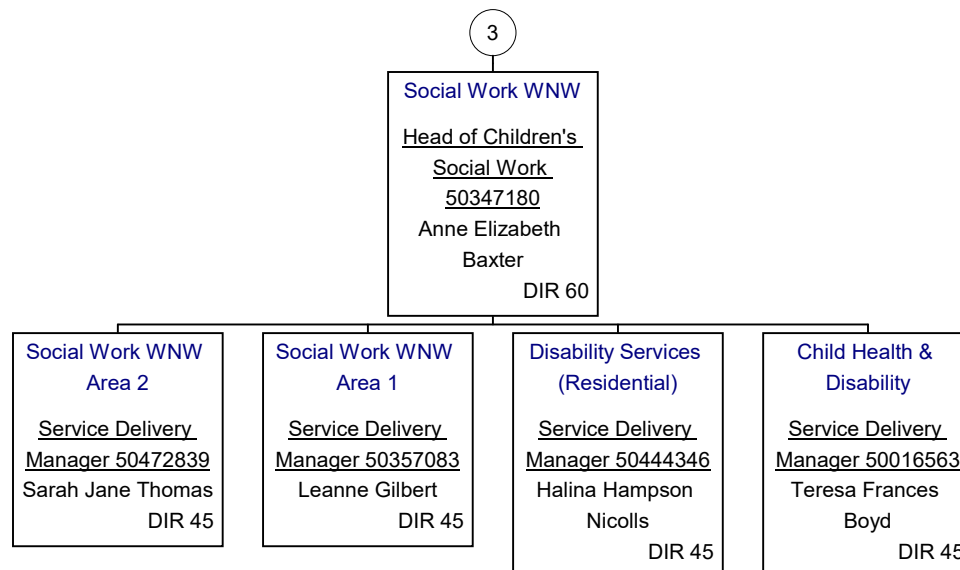 3
Social Work WNW
Head of Children's
Social Work
50347180
Anne Elizabeth
Baxter
DIR 60
Social Work WNW
Area 2
Service Delivery
Manager 50472839
Sarah Jane Thomas
DIR 45
Social Work WNW
Area 1
Service Delivery
Manager 50357083
Leanne Gilbert
DIR 45
Disability Services
(Residential)
Service Delivery
Manager 50444346
Halina Hampson
Nicolls
DIR 45
Child Health &
Disability
Service Delivery
Manager 50016563
Teresa Frances
Boyd
DIR 45